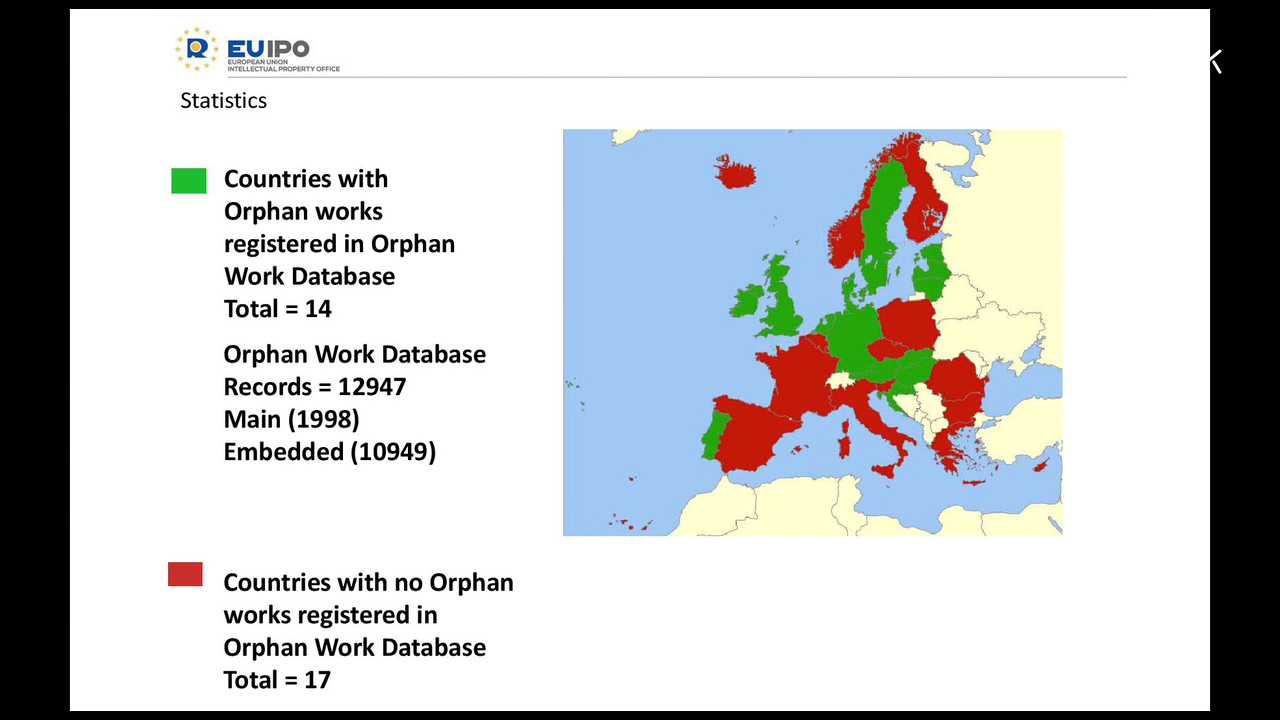 EUIPO
EUROPEAN UNION
INTELLECTUAL PROPERTY OFFICE
Statistics
Countries with
Orphan works
registered in Orphan
Work Database
Total = 14
Orphan Work Database
Records = 12947
Main (1998)
Embedded (10949)
Countries with no Orphan
works registered in
Orphan Work Database
Total = 17